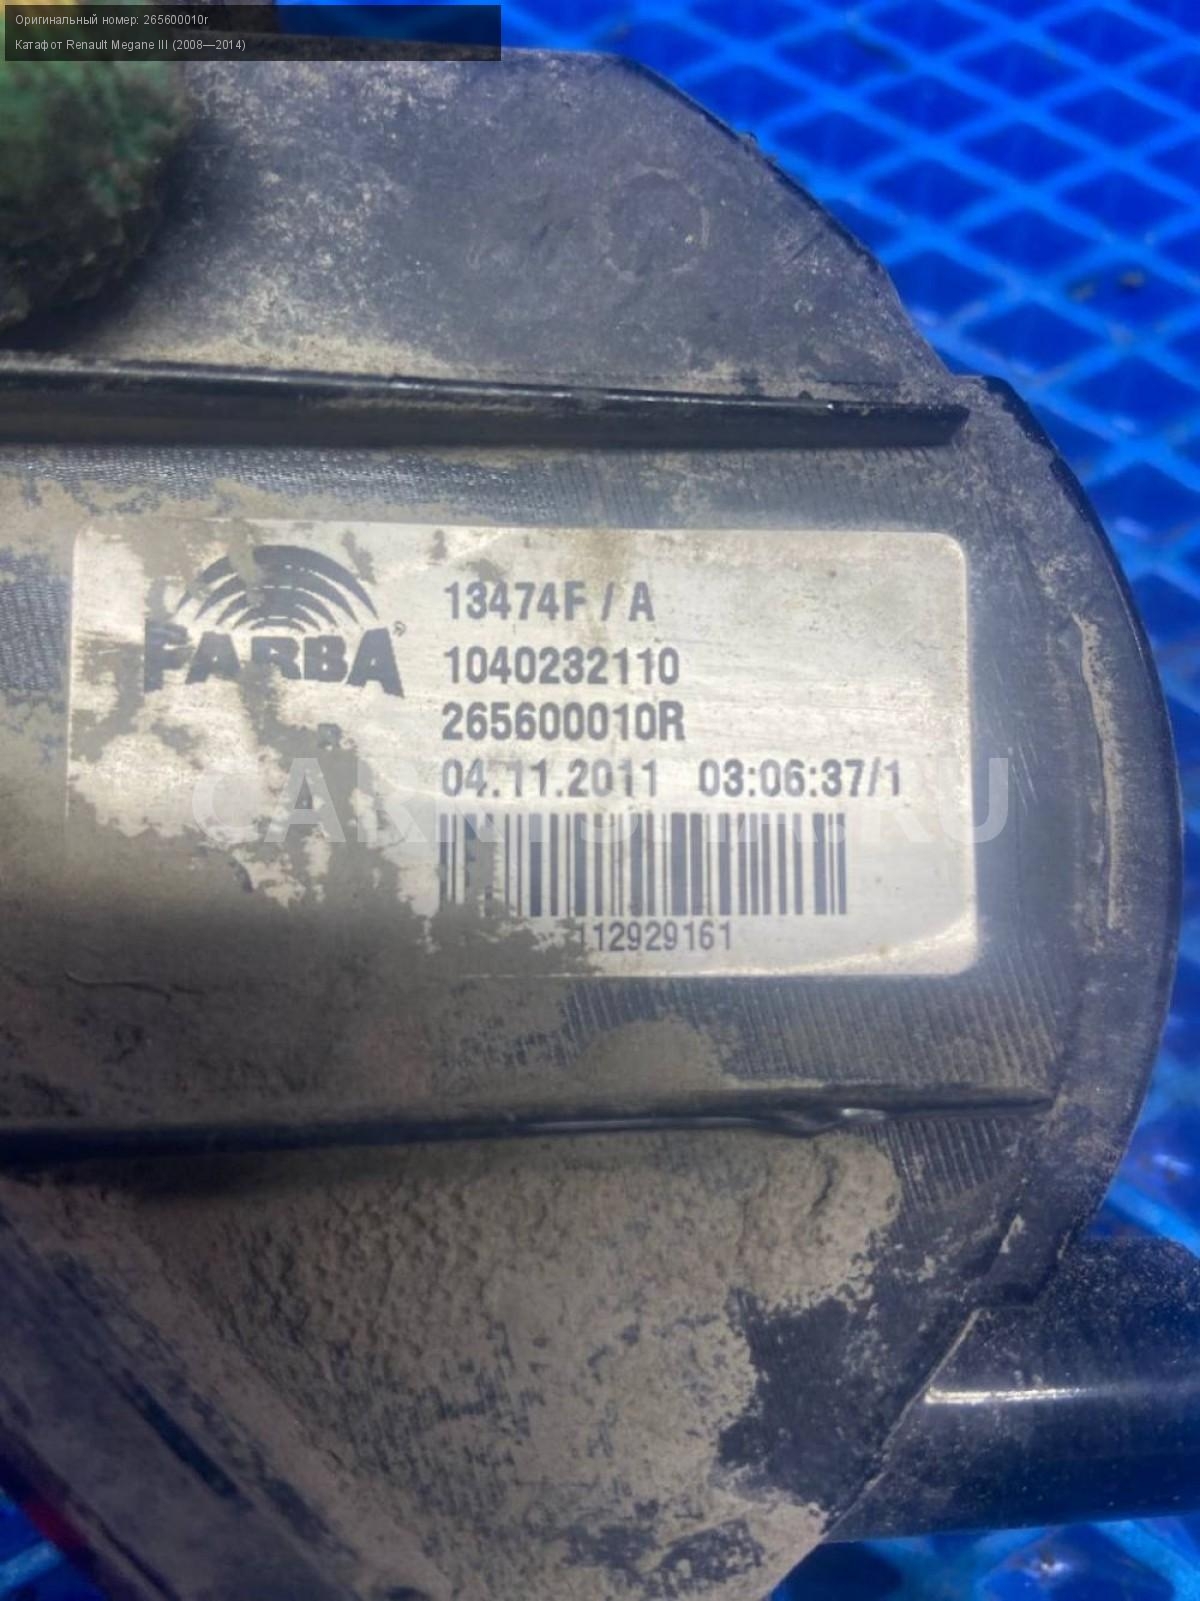 Оригинальный номер: 265600010r
Катафот Renault Megane III (2008—2014)
FARBA®
13474F / A
1040232110
265600010R
04.11.2011 03:06:37/1
112929161